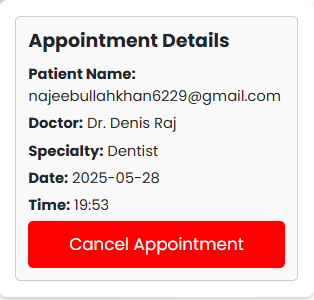 Appointment Details
Patient Name:
najeebullahkhan6229@gmail.com
Doctor: Dr. Denis Raj
Specialty: Dentist
Date: 2025-05-28
Time: 19:53
Cancel Appointment